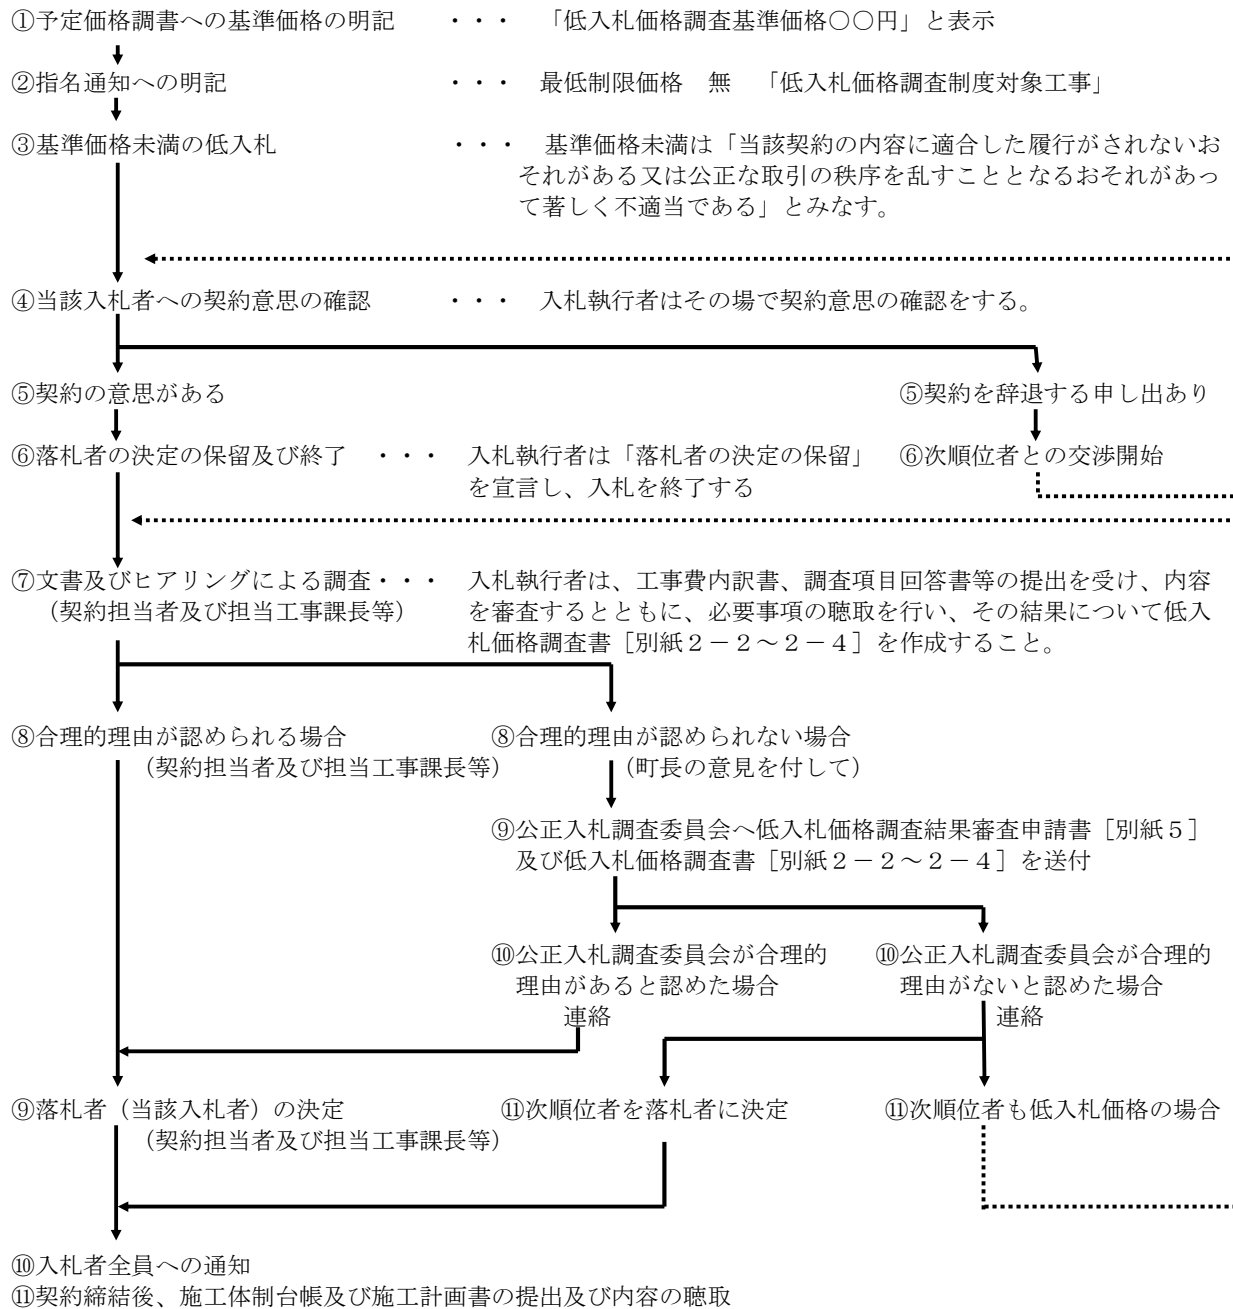 ①予定価格調書への基準価格の明記　・・・　「低入札価格調査基準価格〇〇円」と表示
②指名通知への明記　・・・　最低制限価格　無　「低入札価格調査制度対象工事」
③基準価格未満の低入札　・・・　基準価格未満は「当該契約の内容に適合した履行がされないお
それがある又は公正な取引の秩序を乱すこととなるおそれがあっ
て著しく不適当である」とみなす。
④当該入札者への契約意思の確認　・・・　入札執行者はその場で契約意思の確認をする。
⑤契約の意思がある　⑤契約を辞退する申し出あり
⑥落札者の決定の保留及び終了　・・・　入札執行者は「落札者の決定の保留」　⑥次順位者との交渉開始
を宣言し、入札を終了する
⑦文書及びヒアリングによる調査・・・　入札執行者は、工事費内訳書、調査項目回答書等の提出を受け、内容
（契約担当者及び担当工事課長等）　を審査するとともに、必要事項の聴取を行い、その結果について低入
札価格調査書［別紙２－２～２－４］を作成すること。
⑧合理的理由が認められる場合　⑧合理的理由が認められない場合
（契約担当者及び担当工事課長等）　（町長の意見を付して）
⑨公正入札調査委員会へ低入札価格調査結果審査申請書［別紙５］
及び低入札価格調査書［別紙２－２～２－４］を送付
⑩公正入札調査委員会が合理的　⑩公正入札調査委員会が合理的
理由があると認めた場合　理由がないと認めた場合
連絡　連絡
⑨落札者（当該入札者）の決定　⑪次順位者を落札者に決定　⑪次順位者も低入札価格の場合
（契約担当者及び担当工事課長等）
⑩入札者全員への通知
⑪契約締結後、施工体制台帳及び施工計画書の提出及び内容の聴取